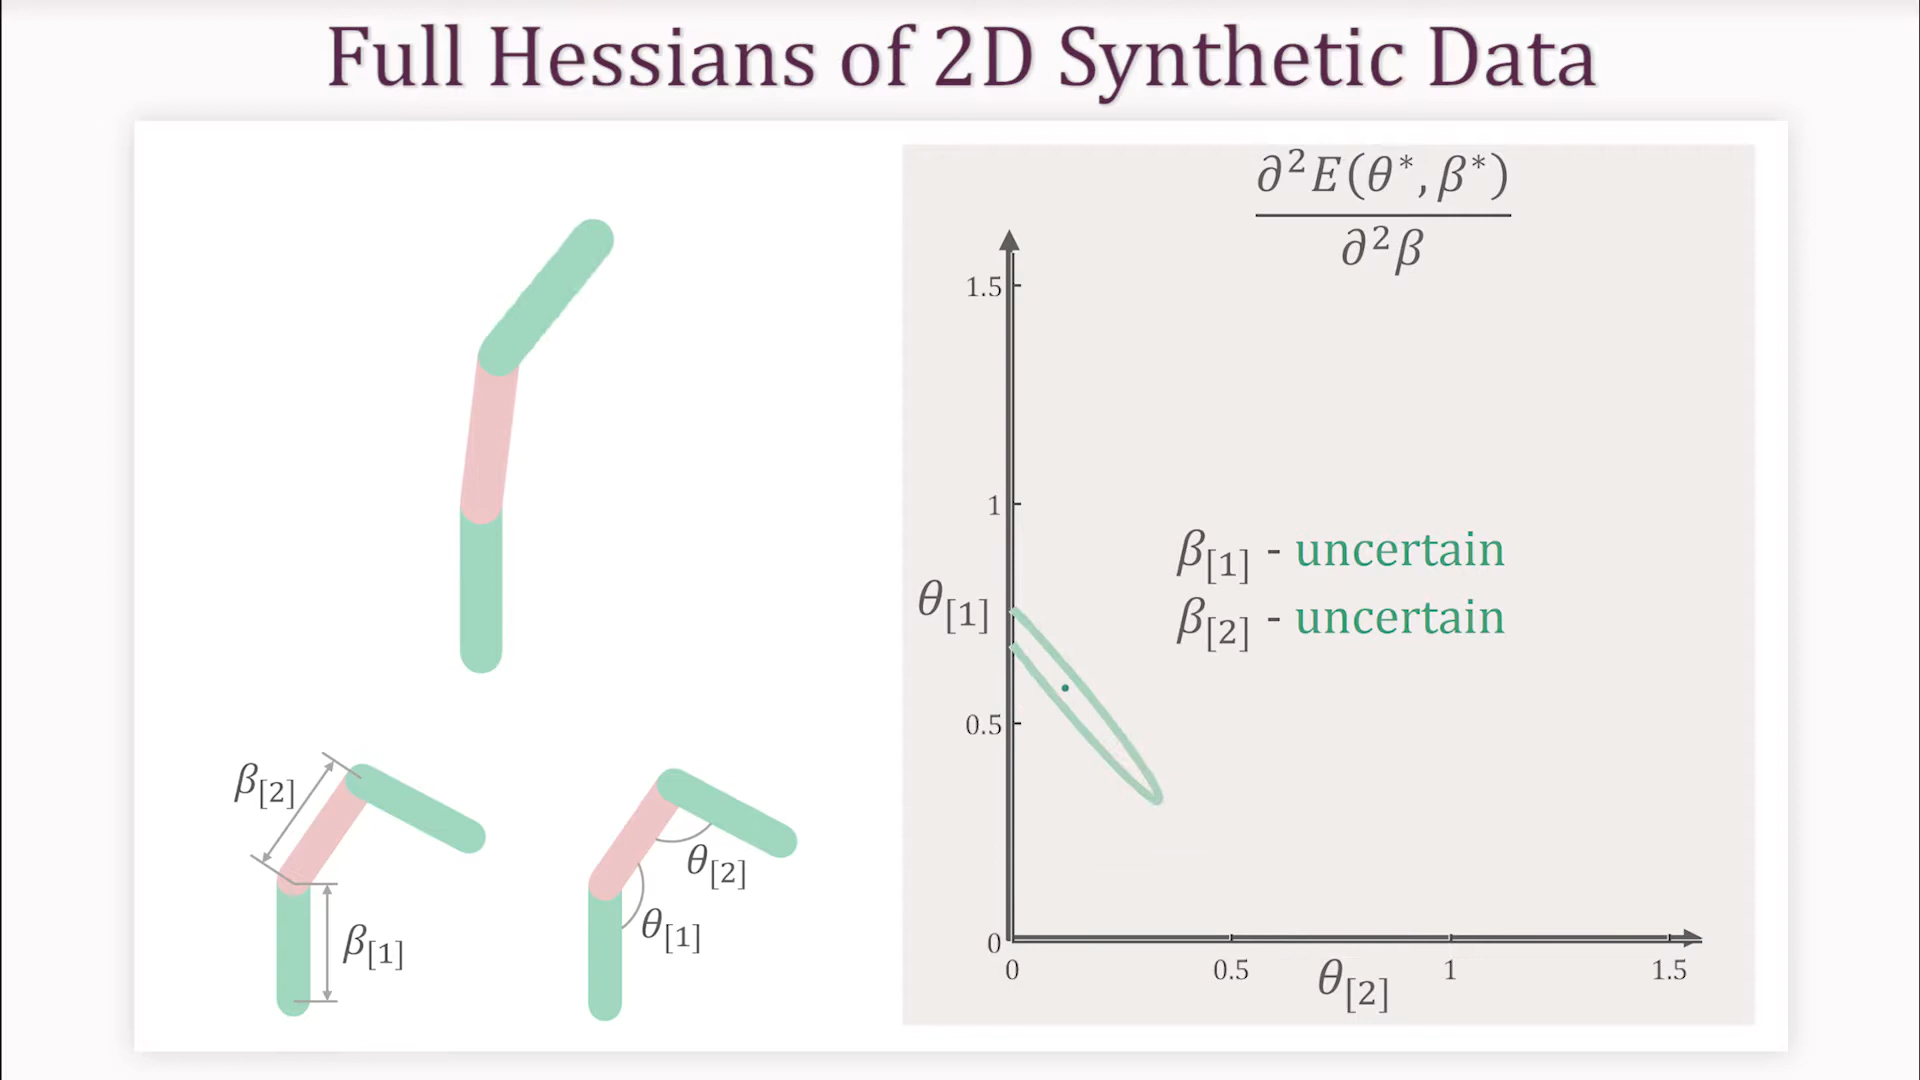 Full Hessians of 2D Synthetic Data
∂²E(θ*, β*)
∂²β
1.5
1
β[1] - uncertain
θ[1]
β[2] - uncertain
0.5
β[2]
θ[2]
β[1]
θ[1]
0
0
0.5
θ[2]
1
1.5